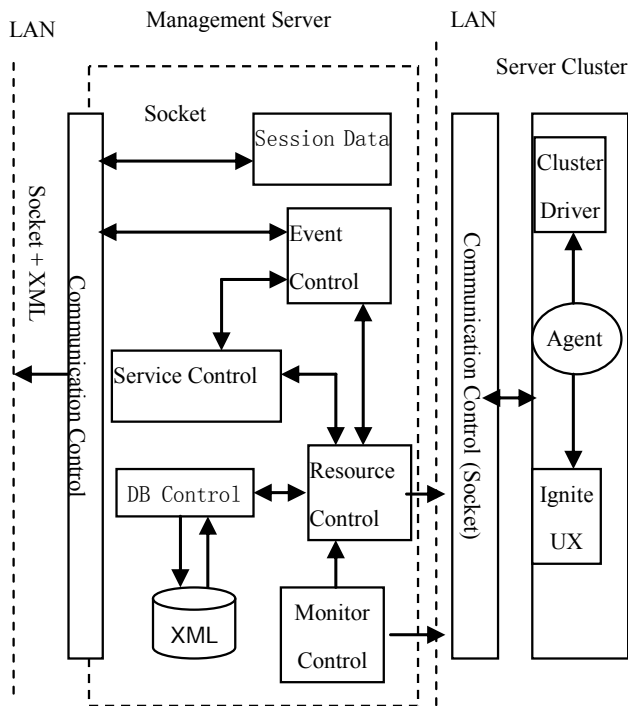 LAN
Management Server
LAN
Server Cluster
Socket
Session Data
Cluster
Driver
Socket + XML
Communication Control
Event
Control
Communication Control (Socket)
Agent
Service Control
Resource
Control
DB Control
Ignite
UX
XML
Monitor
Control